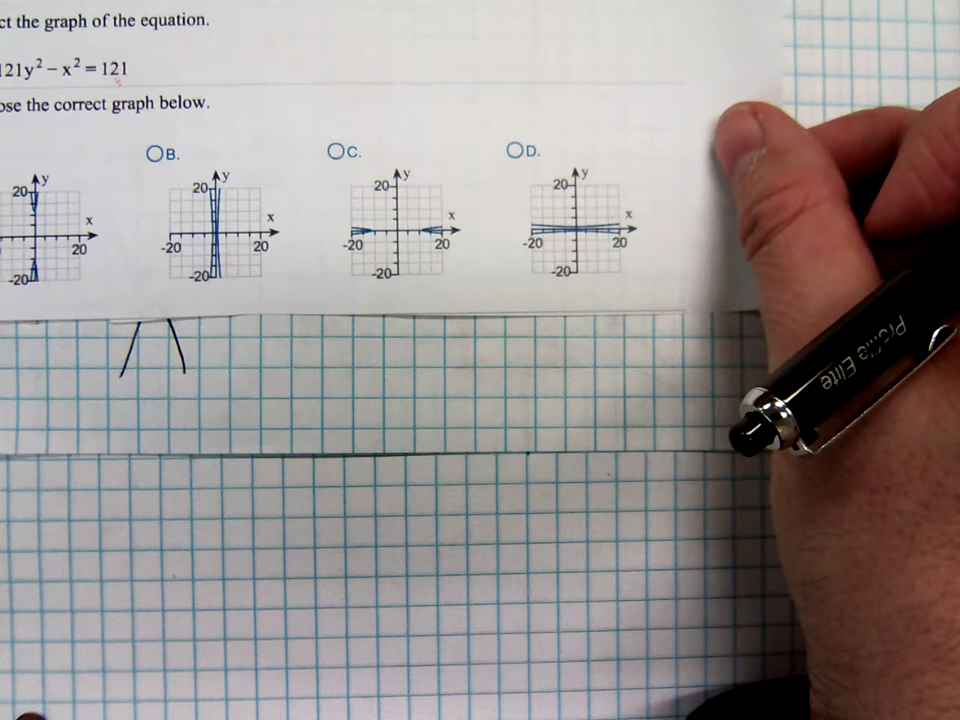 ct the graph of the equation.
121y² − x² = 121
ose the correct graph below.
B. C. D.
20 y x 20 -20
20 y x -20 20 -20
20 y x -20 20 -20
20 y x -20 20 -20
Elite